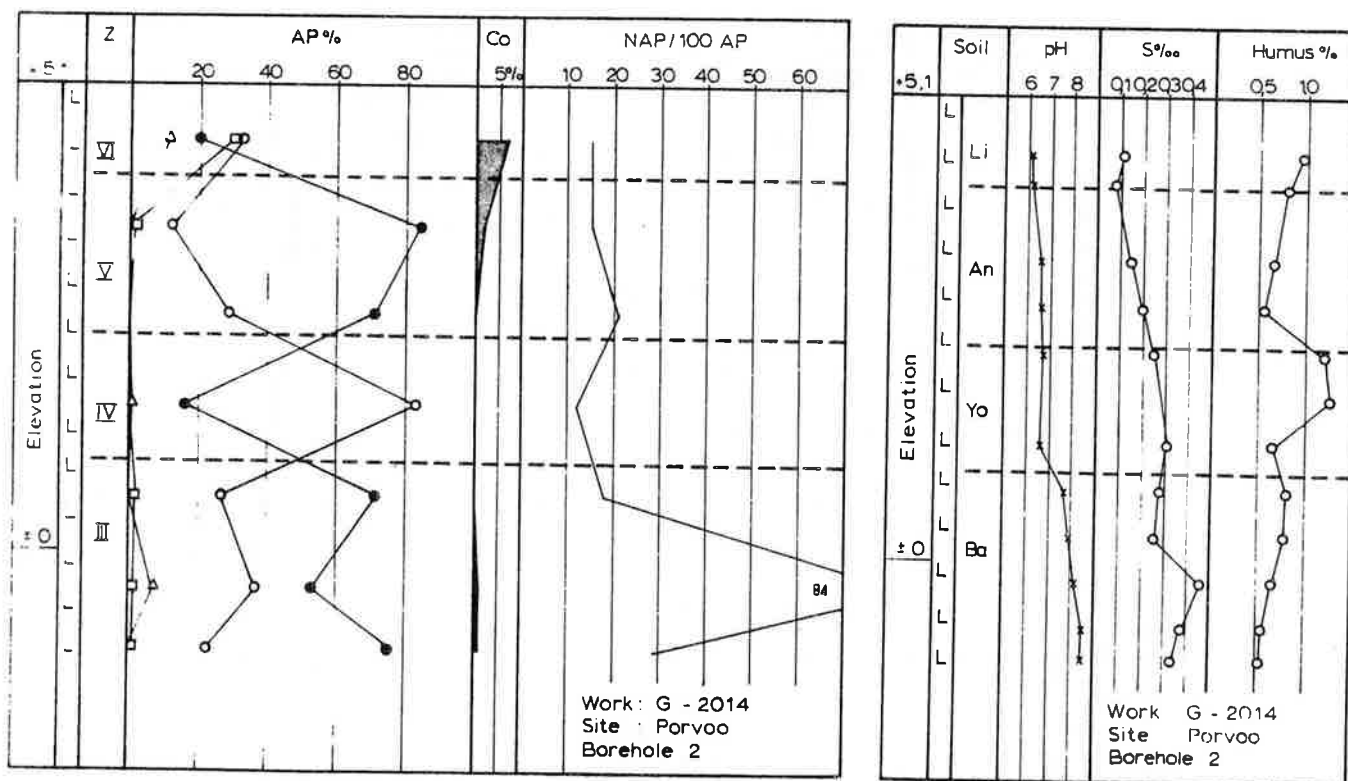 Z AP% Co NAP/100 AP
20 40 60 80 5% 10 20 30 40 50 60
L
VI
V
L
L
L
IV
L
L
Elevation
III
±0
84
Work: G - 2014
Site : Porvoo
Borehole 2
Soil pH S‰ Humus %
+5,1 6 7 8 0,1 0,2 0,3 0,4 0,5 1,0
L
L Li
L
L An
L
L
L Yo
L
Elevation
L
L
±0 Ba
L
L
L
Work G - 2014
Site Porvoo
Borehole 2